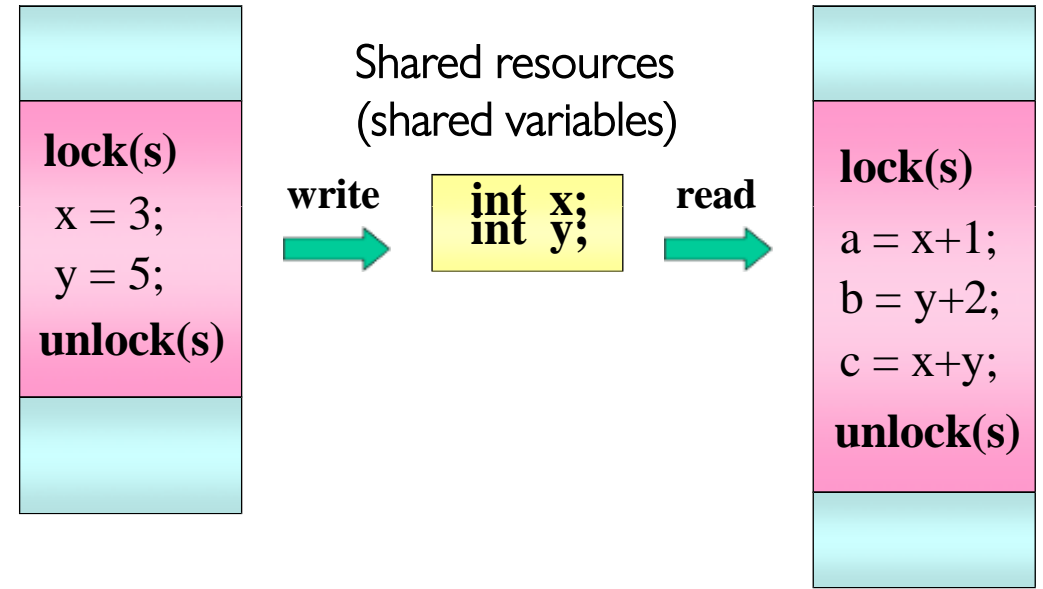 Shared resources
(shared variables)
lock(s)
x = 3;
y = 5;
unlock(s)
write
int x;
int y;
read
lock(s)
a = x+1;
b = y+2;
c = x+y;
unlock(s)